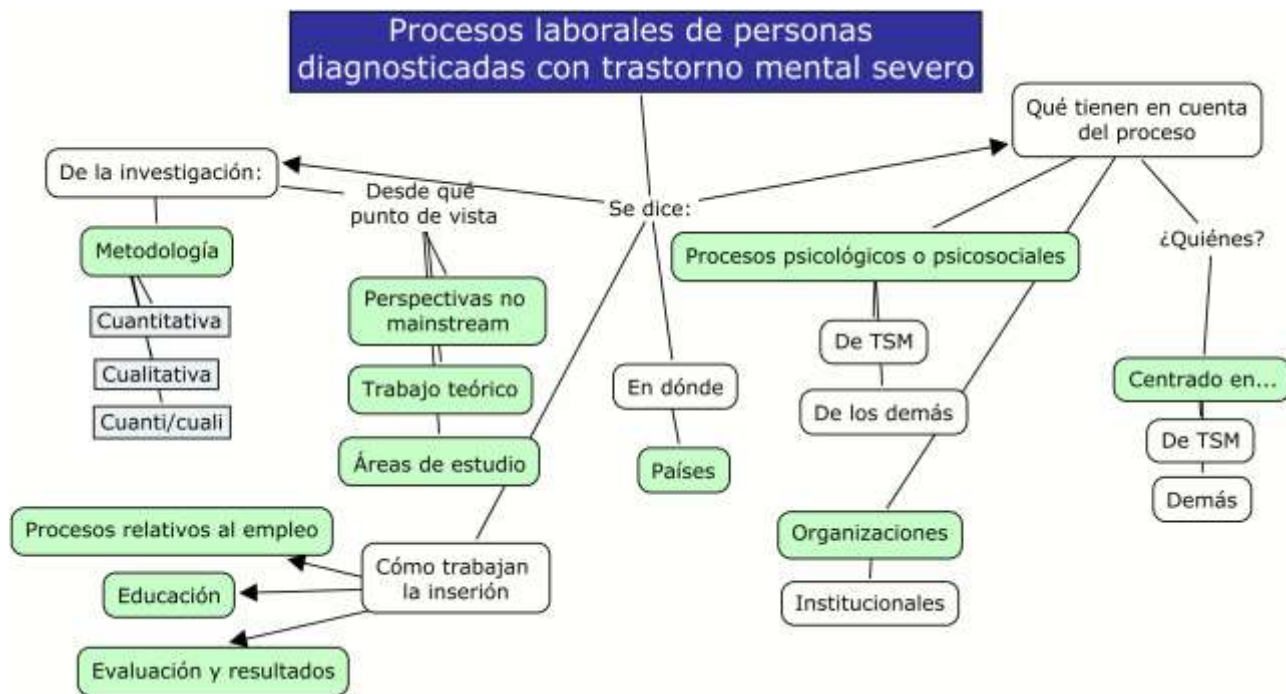 Procesos laborales de personas
diagnosticadas con trastorno mental severo
Qué tienen en cuenta
del proceso
De la investigación:
Desde qué
punto de vista
Se dice:
Metodología
Procesos psicológicos o psicosociales
¿Quiénes?
Cuantitativa
Perspectivas no
mainstream
De TSM
Cualitativa
Trabajo teórico
En dónde
Centrado en...
Cuanti/cuali
De los demás
De TSM
Áreas de estudio
Países
Demás
Procesos relativos al empleo
Organizaciones
Cómo trabajan
la inserión
Educación
Institucionales
Evaluación y resultados